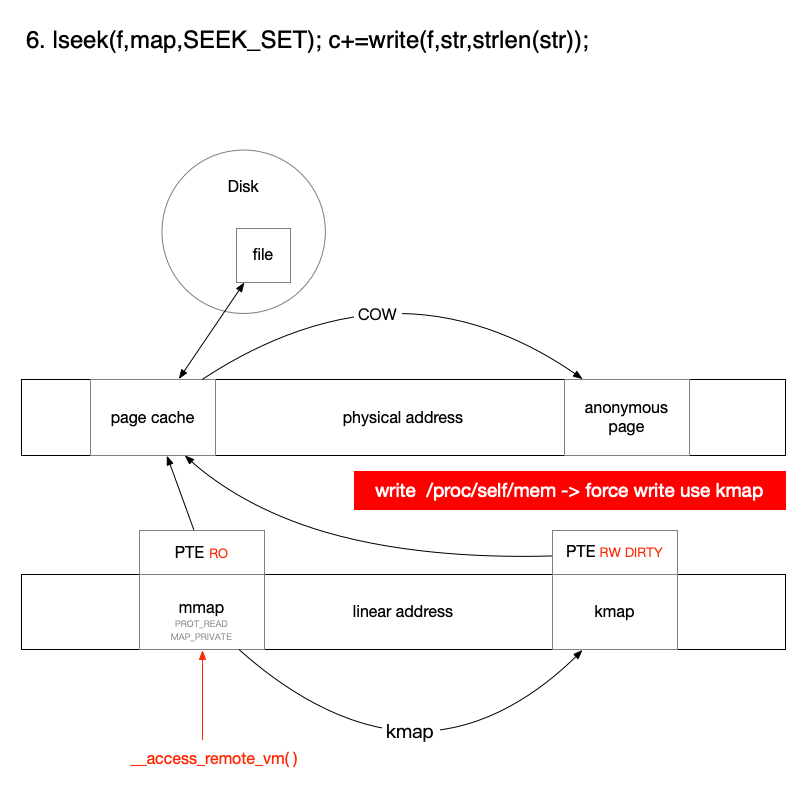 6. lseek(f,map,SEEK_SET); c+=write(f,str,strlen(str));
Disk
file
COW
page cache
physical address
anonymous
page
write  /proc/self/mem -> force write use kmap
PTE RO
PTE RW DIRTY
mmap
PROT_READ
MAP_PRIVATE
linear address
kmap
kmap
__access_remote_vm()